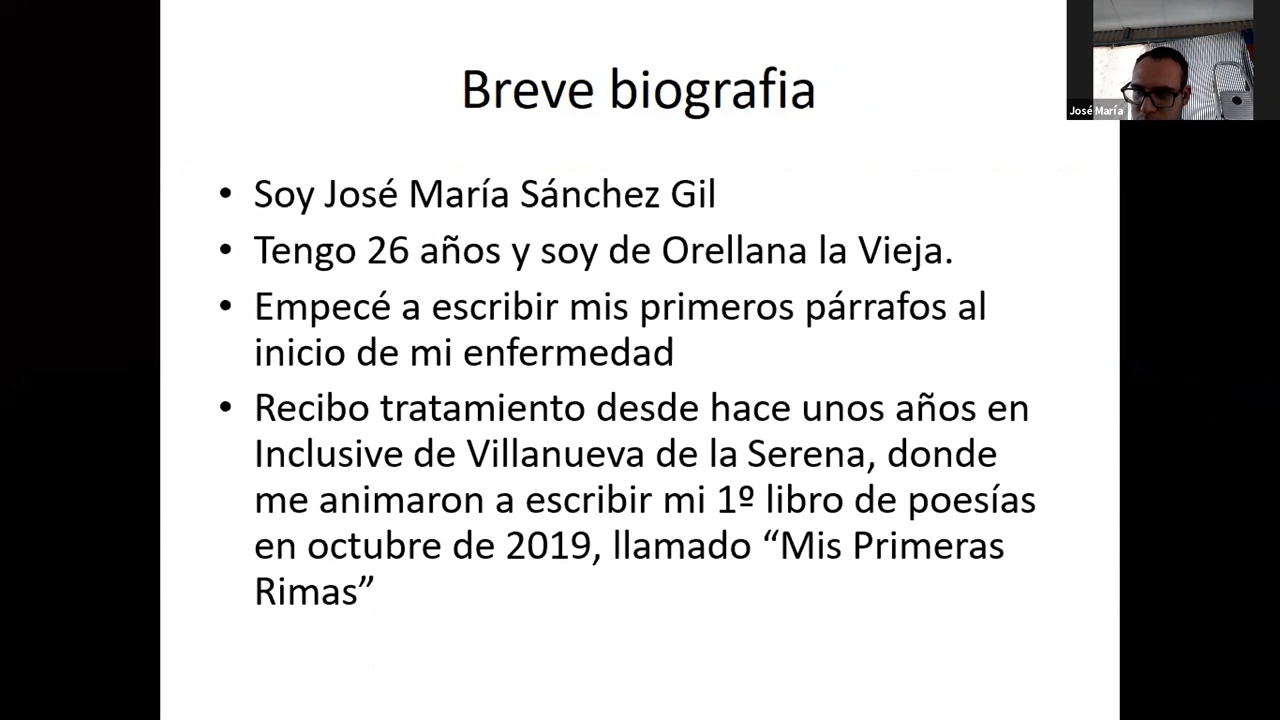 Breve biografia
José María
• Soy José María Sánchez Gil
• Tengo 26 años y soy de Orellana la Vieja.
• Empecé a escribir mis primeros párrafos al
inicio de mi enfermedad
• Recibo tratamiento desde hace unos años en
Inclusive de Villanueva de la Serena, donde
me animaron a escribir mi 1º libro de poesías
en octubre de 2019, llamado “Mis Primeras
Rimas”